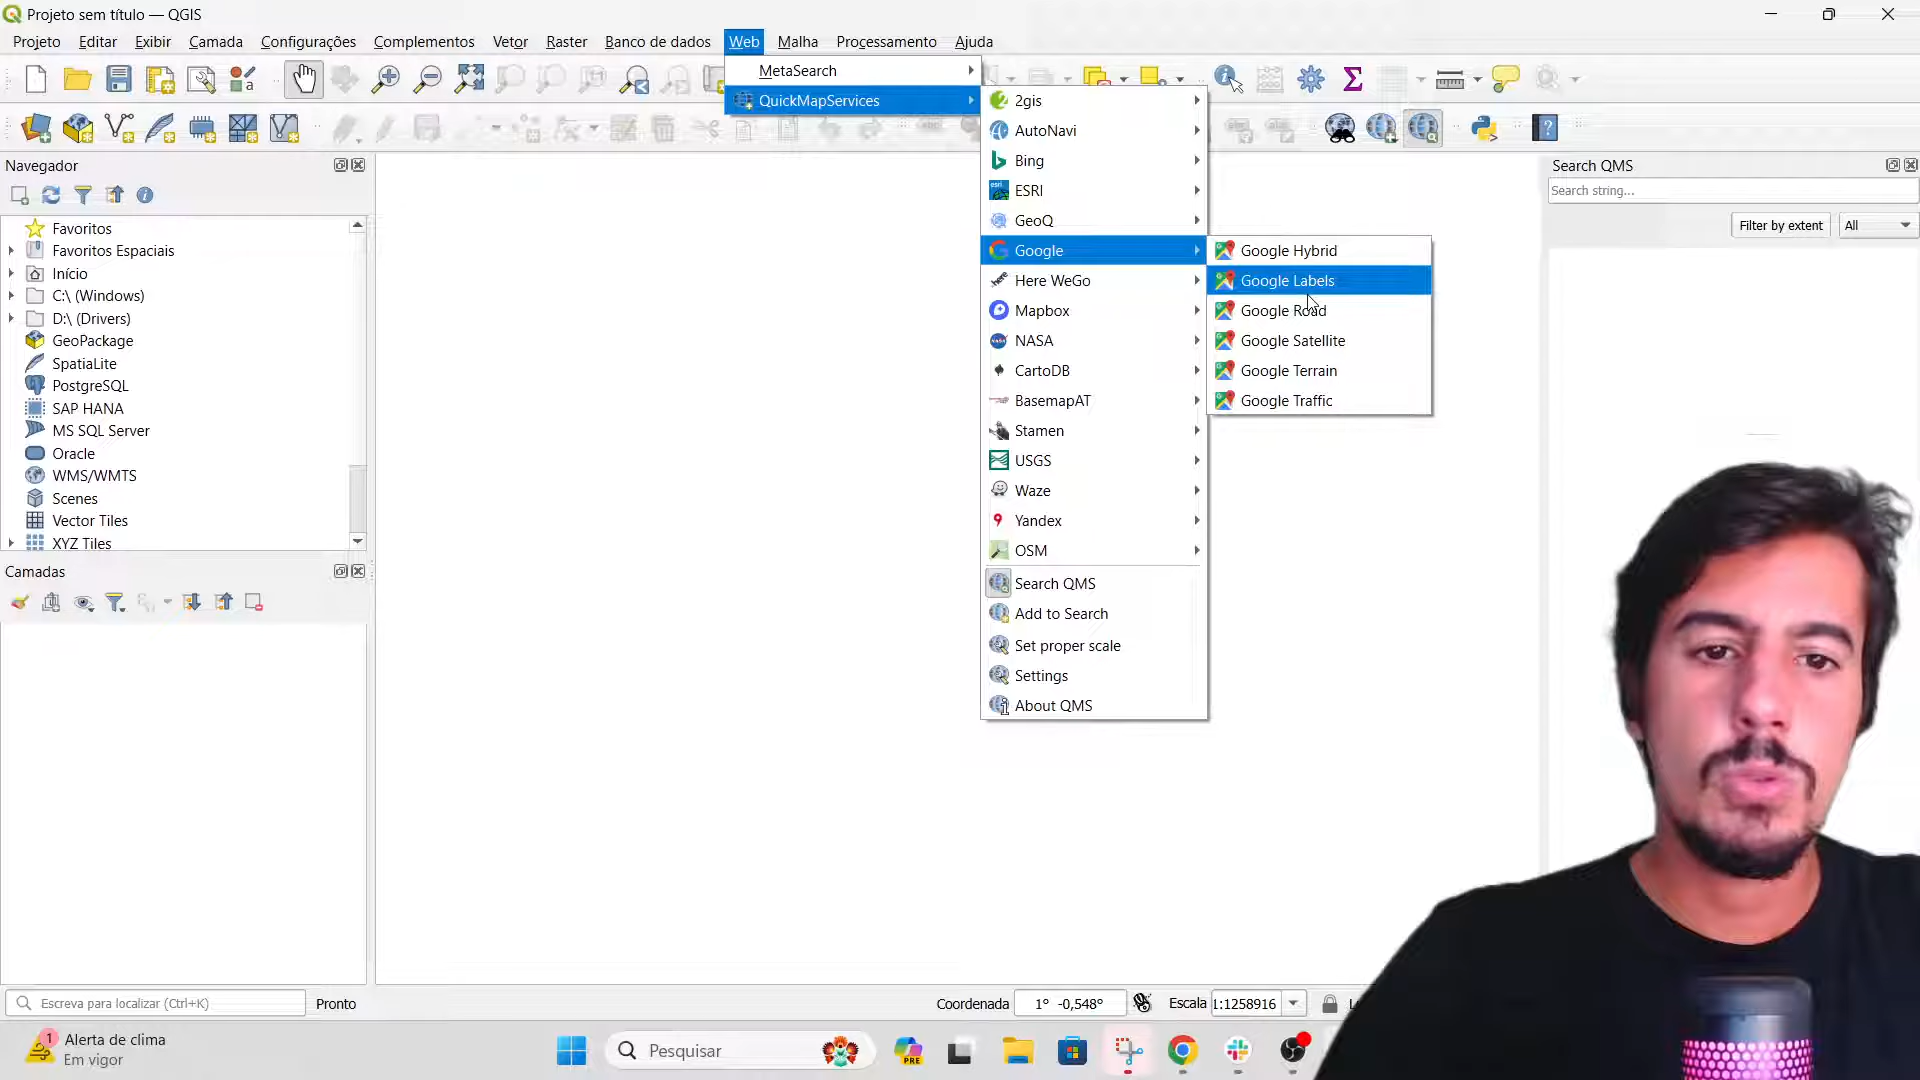 Projeto sem título — QGIS
Projeto Editar Exibir Camada Configurações Complementos Vetor Raster Banco de dados Web Malha Processamento Ajuda
MetaSearch
QuickMapServices
2gis
AutoNavi
Bing
ESRI
GeoQ
Google
Here WeGo
Mapbox
NASA
CartoDB
BasemapAT
Stamen
USGS
Waze
Yandex
OSM
Search QMS
Add to Search
Set proper scale
Settings
About QMS
Google Hybrid
Google Labels
Google Road
Google Satellite
Google Terrain
Google Traffic
Navegador
Favoritos
Favoritos Espaciais
Início
C:\ (Windows)
D:\ (Drivers)
GeoPackage
SpatiaLite
PostgreSQL
SAP HANA
MS SQL Server
Oracle
WMS/WMTS
Scenes
Vector Tiles
XYZ Tiles
Camadas
Search QMS
Search string...
Filter by extent All
Escreva para localizar (Ctrl+K) Pronto
Coordenada 1° -0,548° Escala 1:1258916
1 Alerta de clima
Em vigor
Pesquisar
PRE